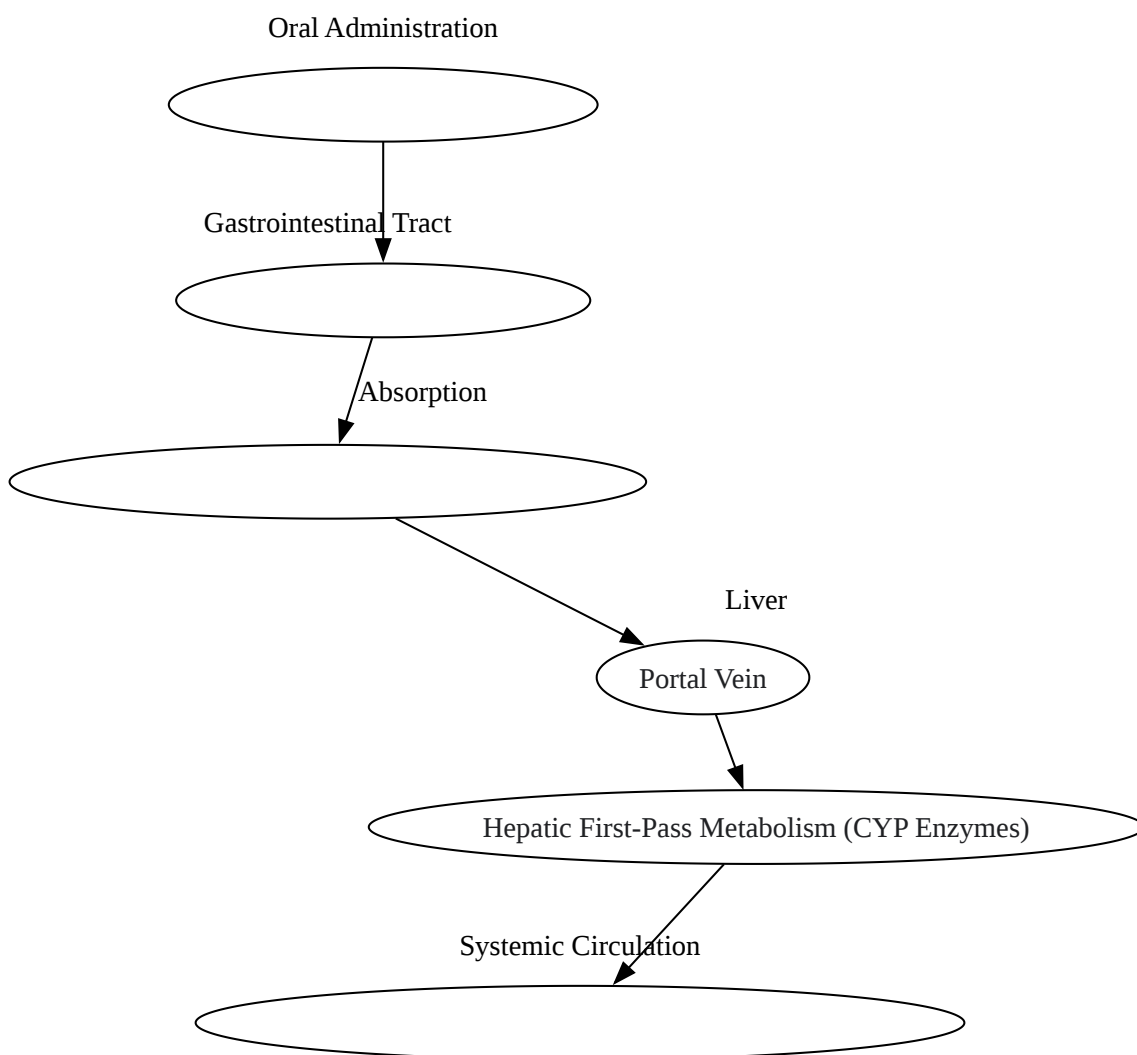 Oral Administration
Gastrointestinal Tract
Absorption
Liver
Portal Vein
Hepatic First-Pass Metabolism (CYP Enzymes)
Systemic Circulation